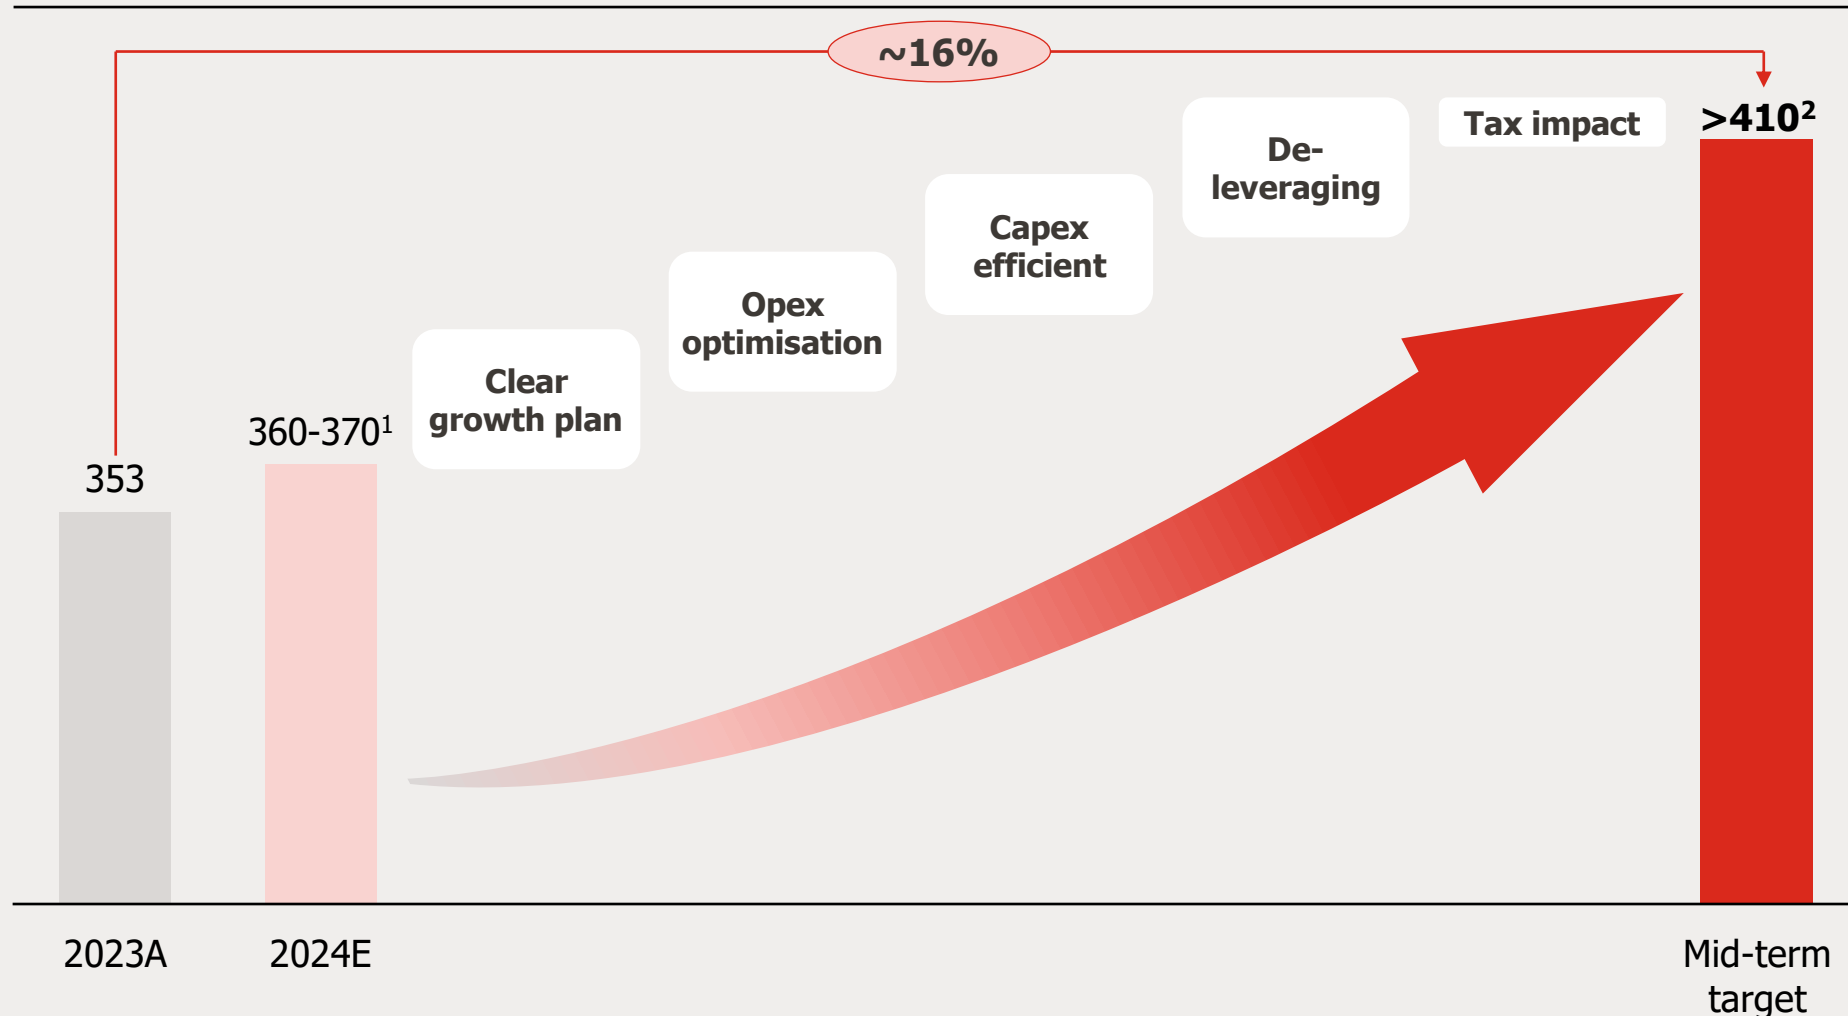 ~16%
>410²
Tax impact
De-
leveraging
Capex
efficient
Opex
optimisation
Clear
growth plan
360-370¹
353
2023A
2024E
Mid-term
target